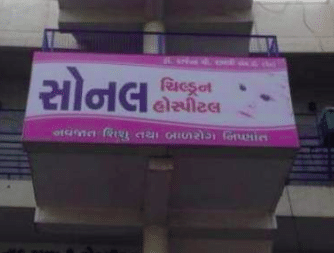 સોનલ
ચિલ્ડ્રન
હોસ્પીટલ
નવજાત શિશુ તથા બાળરોગ નિષ્ણાંત